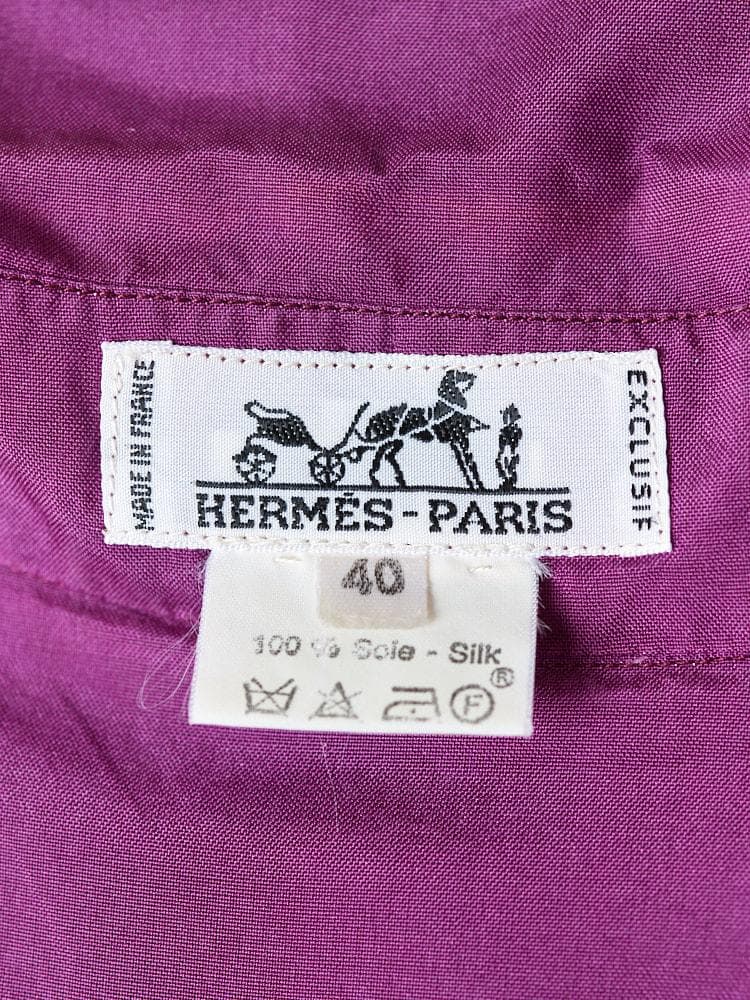 MADE IN FRANCE
HERMÈS-PARIS
EXCLUSIF
40
100 % Soie - Silk
®
F